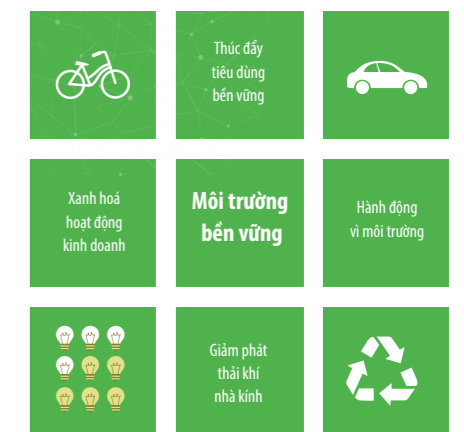 Thúc đẩy
tiêu dùng
bền vững
Xanh hoá
hoạt động
kinh doanh
Môi trường
bền vững
Hành động
vì môi trường
Giảm phát
thải khí
nhà kính